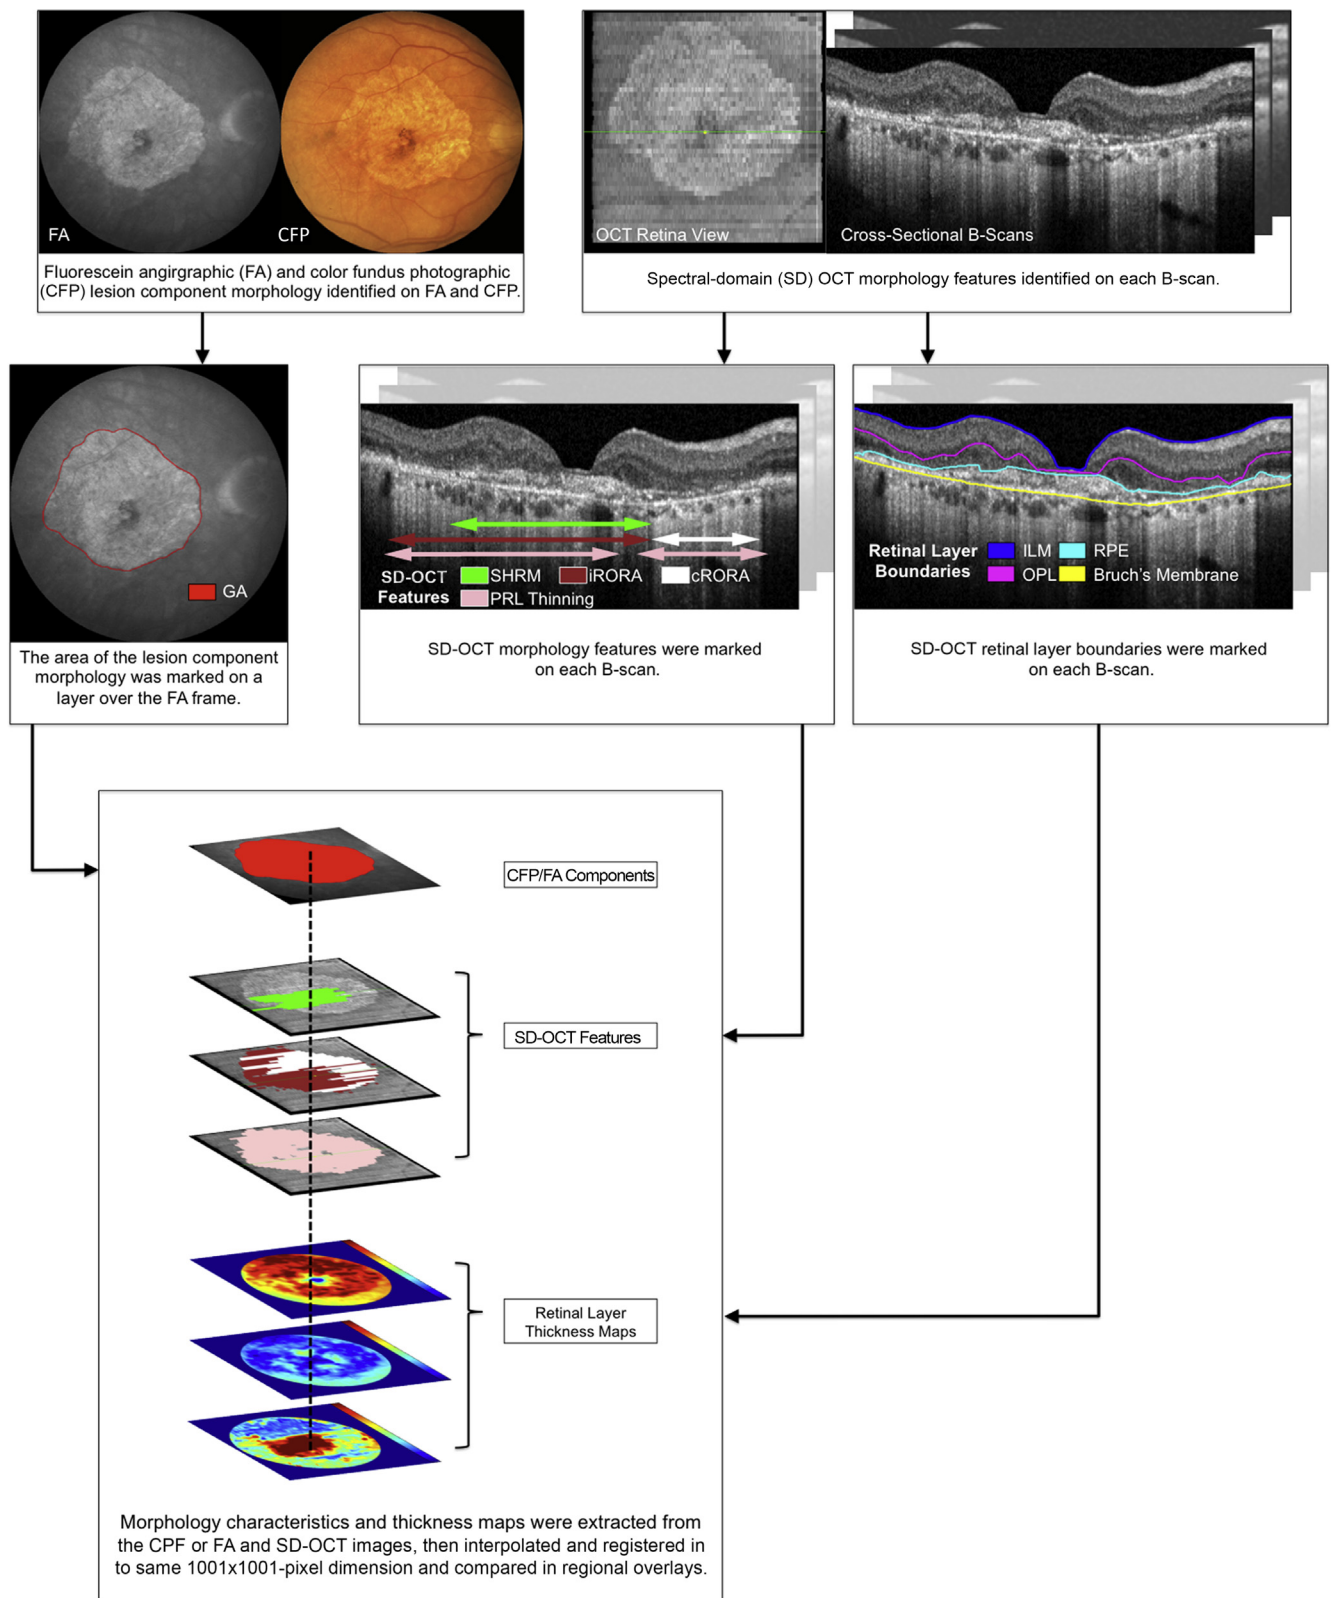 FA
CFP
Fluorescein angirgraphic (FA) and color fundus photographic
(CFP) lesion component morphology identified on FA and CFP.
OCT Retina View
Cross-Sectional B-Scans
Spectral-domain (SD) OCT morphology features identified on each B-scan.
GA
The area of the lesion component
morphology was marked on a
layer over the FA frame.
SD-OCT
Features
SHRM
iRORA
cRORA
PRL Thinning
SD-OCT morphology features were marked
on each B-scan.
Retinal Layer
Boundaries
ILM
RPE
OPL
Bruch's Membrane
SD-OCT retinal layer boundaries were marked
on each B-scan.
CFP/FA Components
SD-OCT Features
Retinal Layer
Thickness Maps
Morphology characteristics and thickness maps were extracted from
the CPF or FA and SD-OCT images, then interpolated and registered in
to same 1001x1001-pixel dimension and compared in regional overlays.